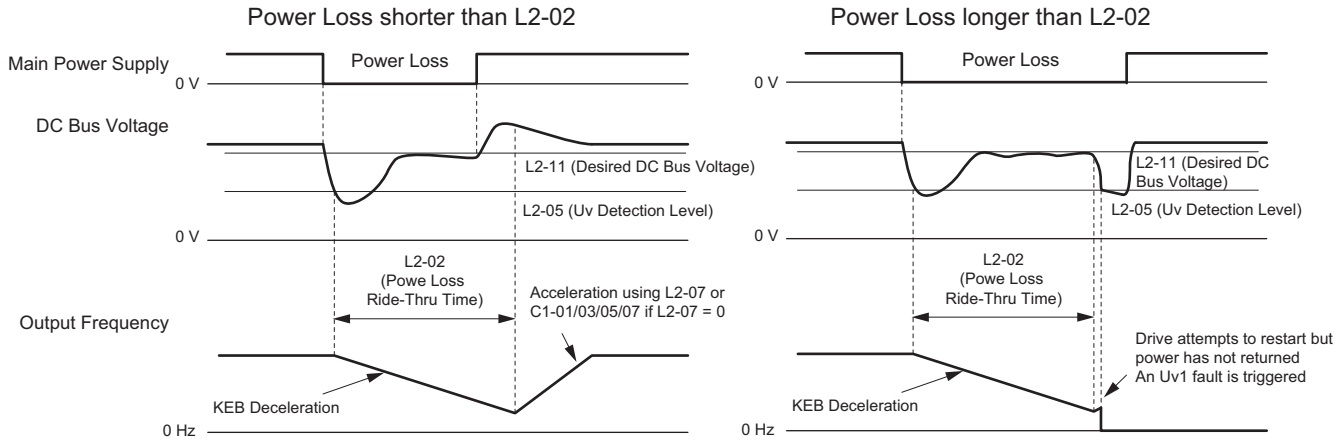 Power Loss shorter than L2-02
Main Power Supply
Power Loss
0 V
DC Bus Voltage
L2-11 (Desired DC Bus Voltage)
L2-05 (Uv Detection Level)
0 V
L2-02
(Powe Loss
Ride-Thru Time)
Acceleration using L2-07 or
C1-01/03/05/07 if L2-07 = 0
Output Frequency
KEB Deceleration
0 Hz
Power Loss longer than L2-02
Power Loss
0 V
L2-11 (Desired DC
Bus Voltage)
L2-05 (Uv Detection Level)
0 V
L2-02
(Powe Loss
Ride-Thru Time)
Drive attempts to restart but
power has not returned
An Uv1 fault is triggered
KEB Deceleration
0 Hz